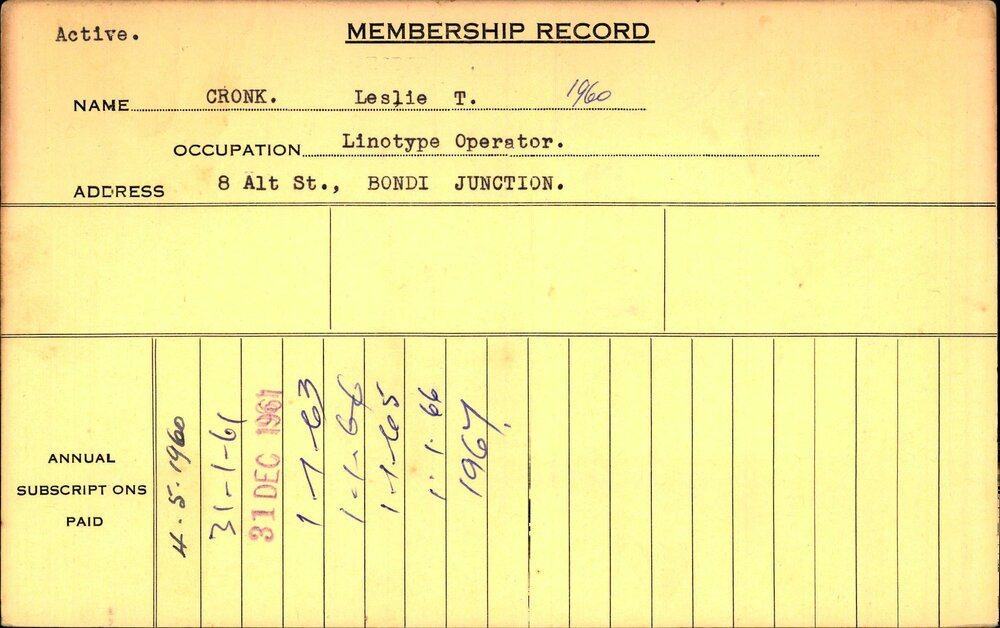 Active.
MEMBERSHIP RECORD
NAME CRONK. Leslie T. 1960
OCCUPATION Linotype Operator.
ADDRESS 8 Alt St., BONDI JUNCTION.
ANNUAL
SUBSCRIPT ONS
PAID
4.5.1960
31-1-61
31 DEC 1961
1-1-63
1-1-64
1-1-65
1.1.66
1967.